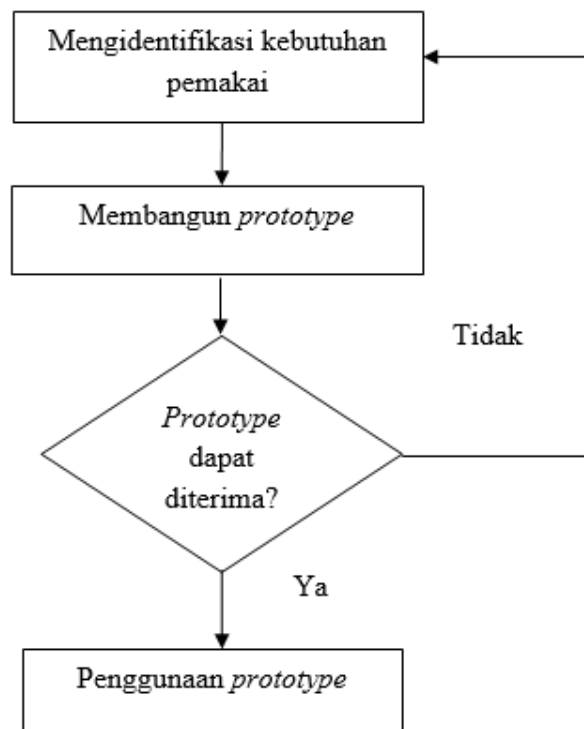 Mengidentifikasi kebutuhan
pemakai
Membangun prototype
Tidak
Prototype
dapat
diterima?
Ya
Penggunaan prototype